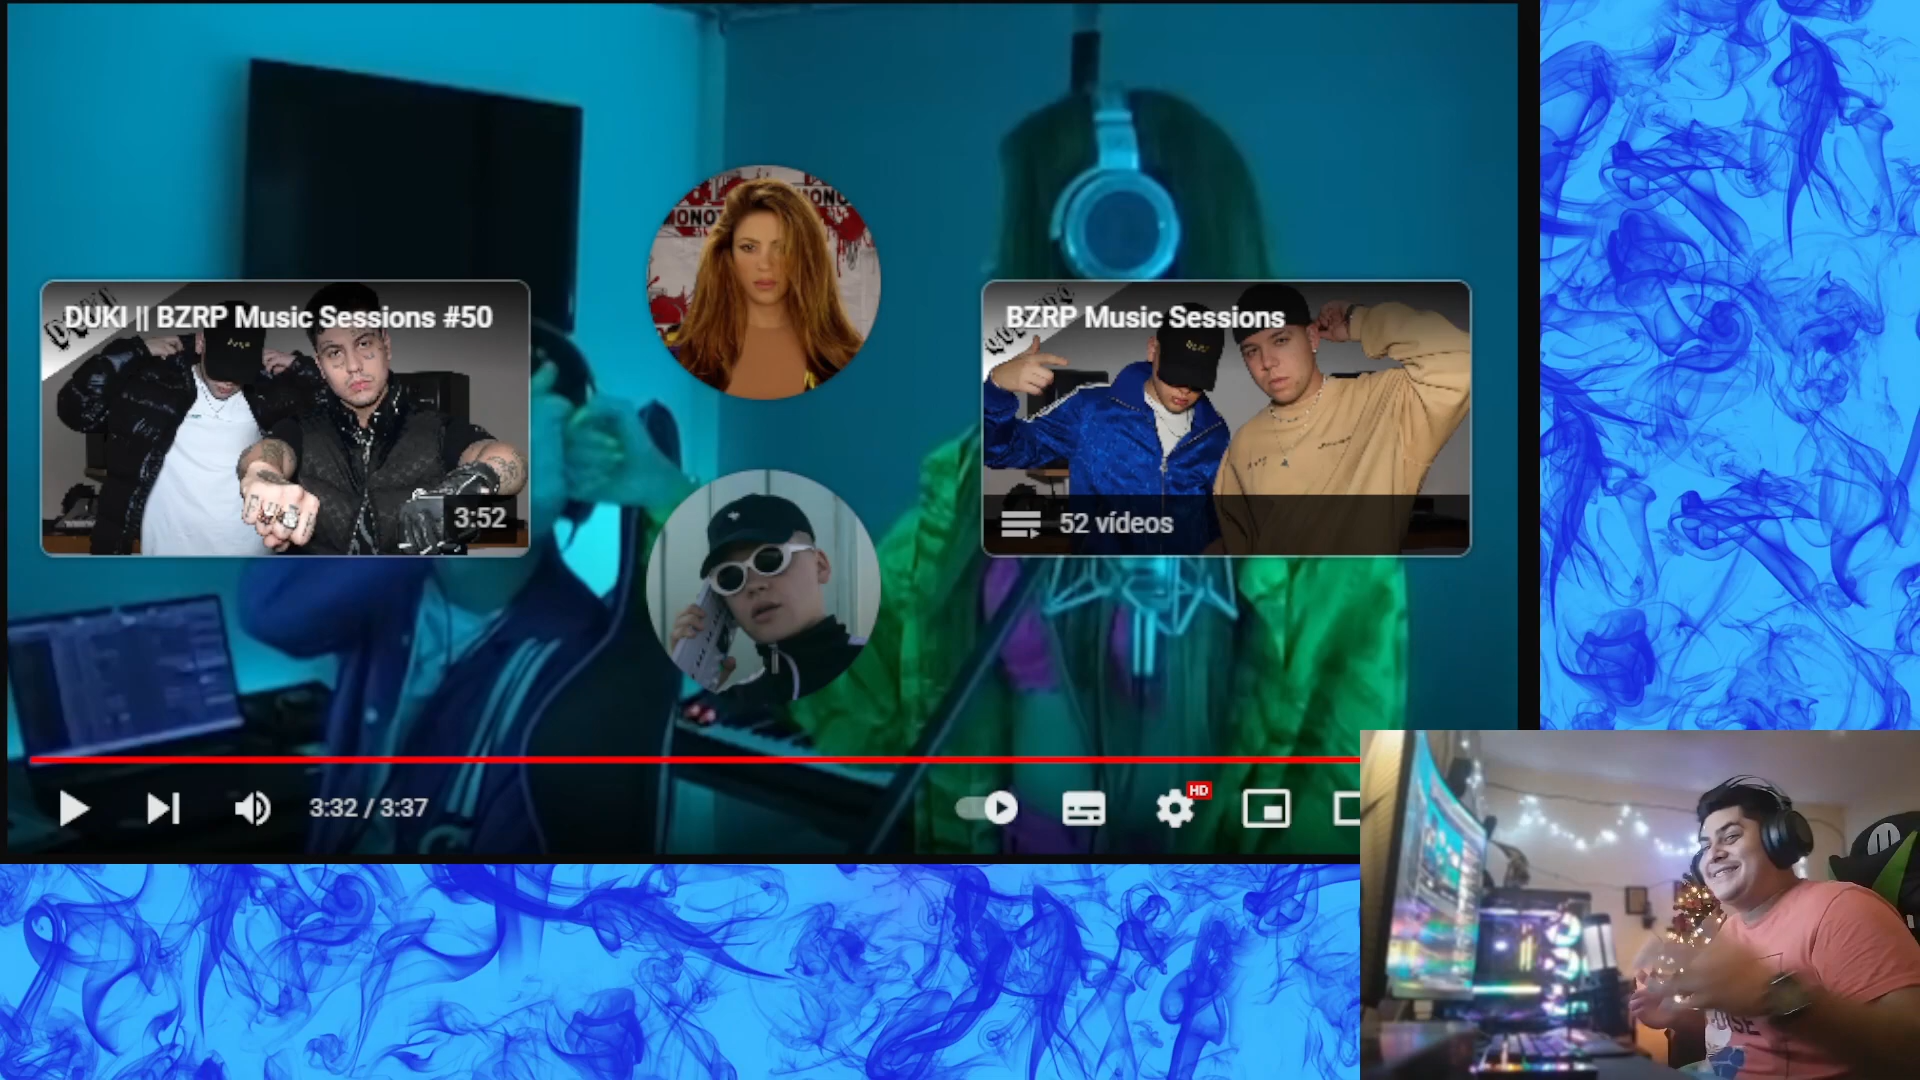 DUKI || BZRP Music Sessions #50
3:52
BZRP Music Sessions
52 vídeos
3:32 / 3:37
HD